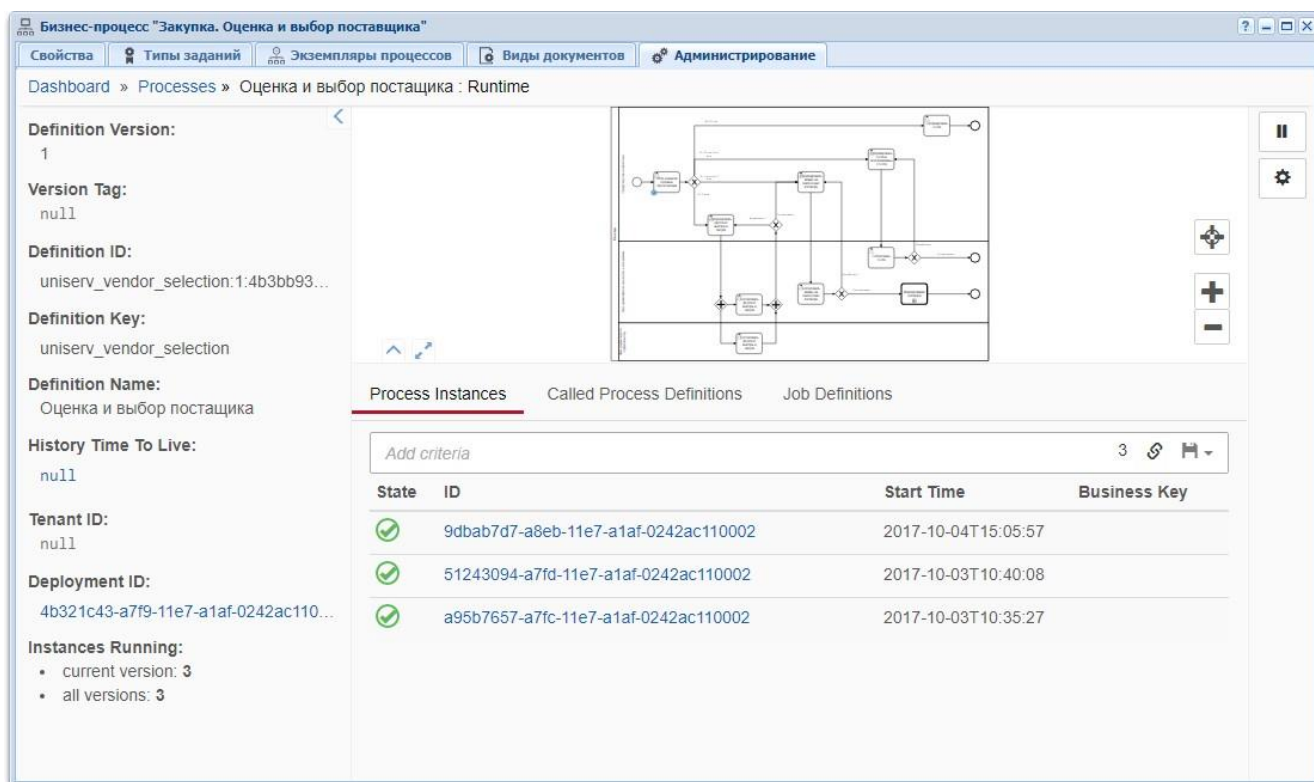 Бизнес-процесс "Закупка. Оценка и выбор поставщика"
Свойства Типы заданий Экземпляры процессов Виды документов Администрирование
Dashboard » Processes » Оценка и выбор постащика : Runtime
Definition Version:
1
Version Tag:
null
Definition ID:
uniserv_vendor_selection:1:4b3bb93...
Definition Key:
uniserv_vendor_selection
Definition Name:
Оценка и выбор постащика
History Time To Live:
null
Tenant ID:
null
Deployment ID:
4b321c43-a7f9-11e7-a1af-0242ac110...
Instances Running:
• current version: 3
• all versions: 3
Process Instances Called Process Definitions Job Definitions
Add criteria 3
State ID Start Time Business Key
9dbab7d7-a8eb-11e7-a1af-0242ac110002 2017-10-04T15:05:57
51243094-a7fd-11e7-a1af-0242ac110002 2017-10-03T10:40:08
a95b7657-a7fc-11e7-a1af-0242ac110002 2017-10-03T10:35:27